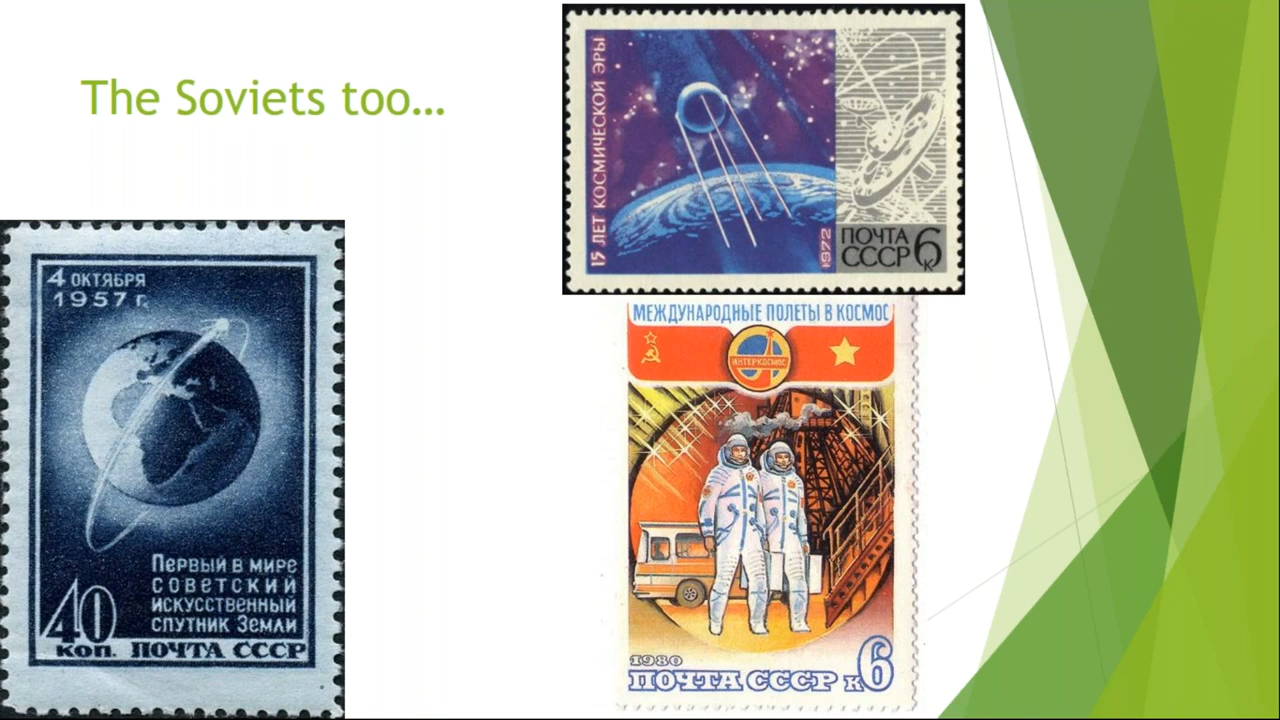 The Soviets too...
15 ЛЕТ КОСМИЧЕСКОЙ ЭРЫ
1972
ПОЧТА
СССР 6
К
4 ОКТЯБРЯ
1957 г.
Первый в мире
советский
искусственный
спутник Земли
40
коп. ПОЧТА СССР
МЕЖДУНАРОДНЫЕ ПОЛЕТЫ В КОСМОС
ИНТЕРКОСМОС
1980
ПОЧТА СССР К6